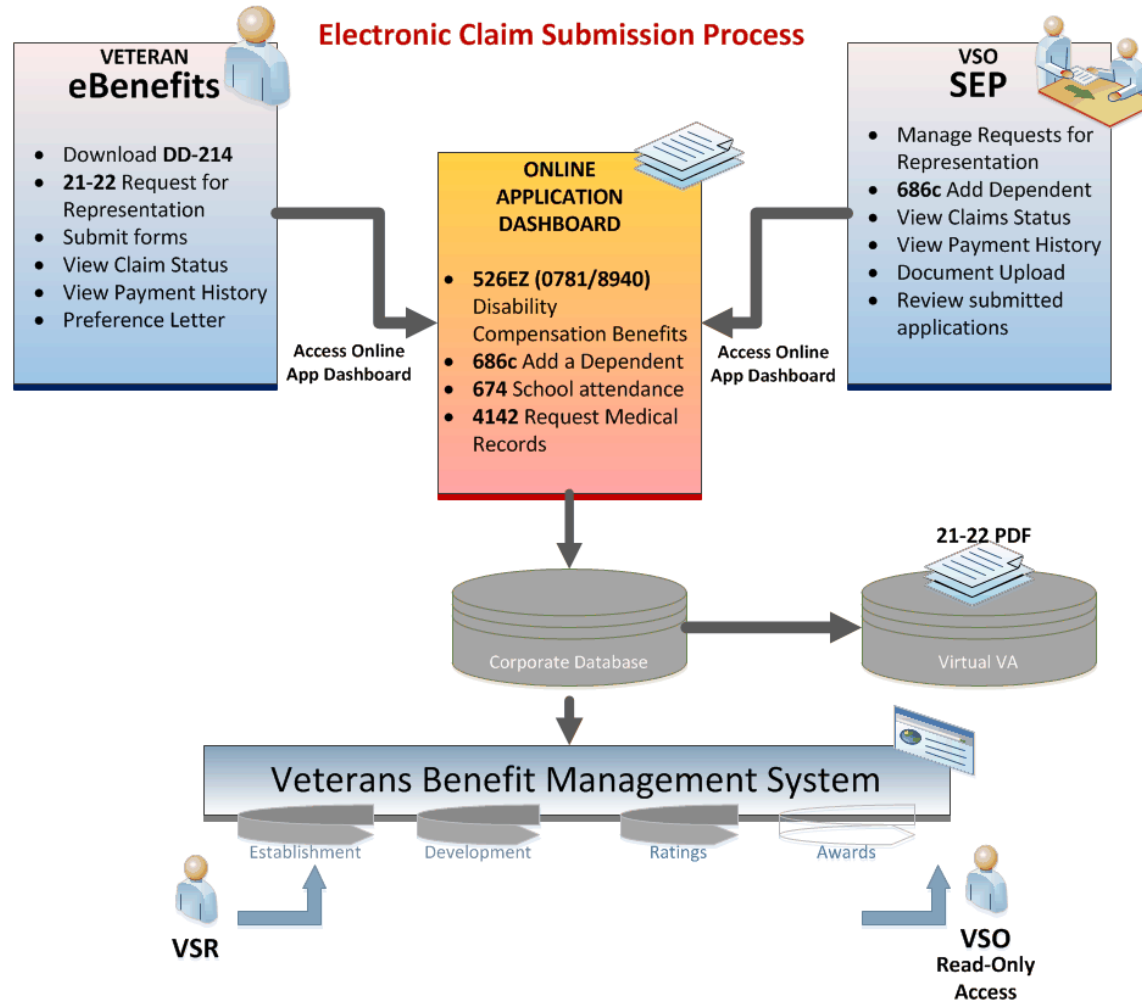 Electronic Claim Submission Process
VETERAN
eBenefits
• Download DD-214
• 21-22 Request for
Representation
• Submit forms
• View Claim Status
• View Payment History
• Preference Letter
Access Online
App Dashboard
ONLINE
APPLICATION
DASHBOARD
• 526EZ (0781/8940)
Disability
Compensation Benefits
• 686c Add a Dependent
• 674 School attendance
• 4142 Request Medical
Records
VSO
SEP
• Manage Requests for
Representation
• 686c Add Dependent
• View Claims Status
• View Payment History
• Document Upload
• Review submitted
applications
Access Online
App Dashboard
21-22 PDF
Corporate Database
Virtual VA
Veterans Benefit Management System
Establishment
Development
Ratings
Awards
VSR
VSO
Read-Only
Access